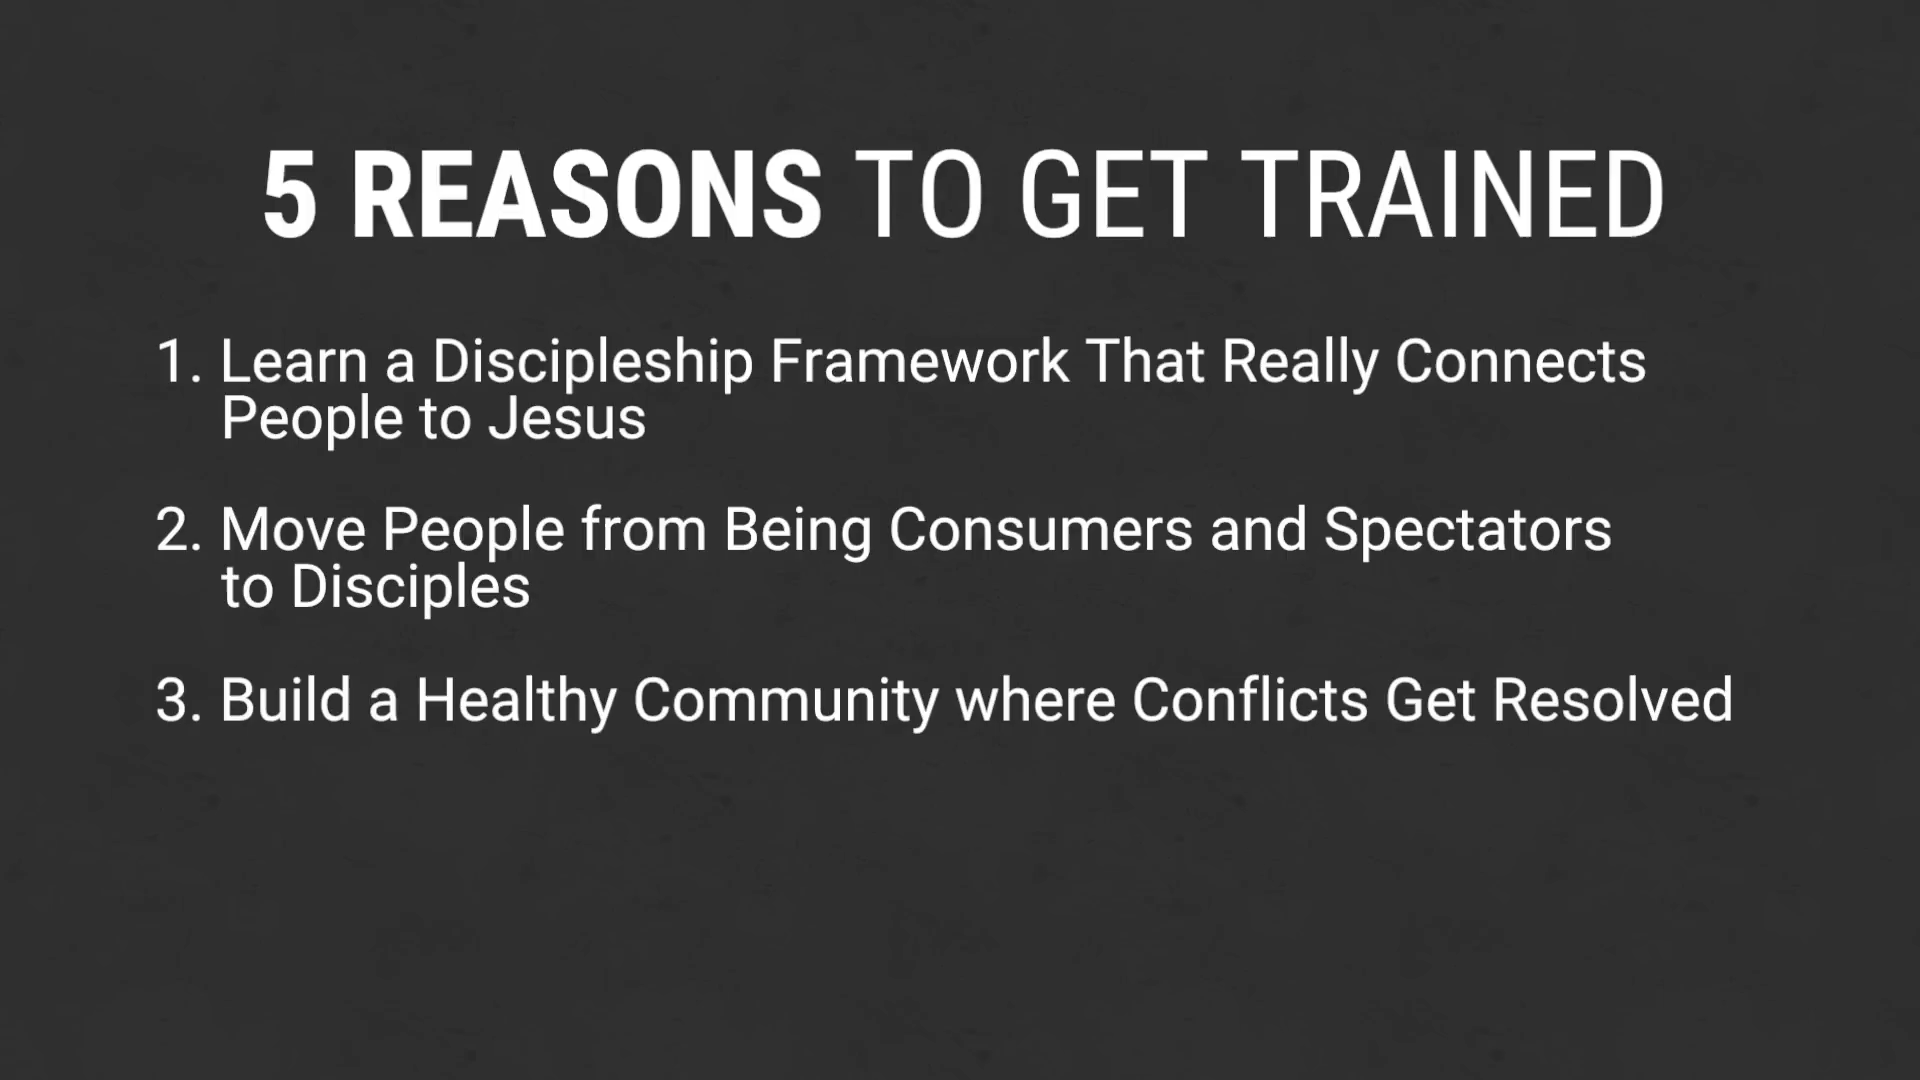 5 REASONS TO GET TRAINED
1. Learn a Discipleship Framework That Really Connects
People to Jesus
2. Move People from Being Consumers and Spectators
to Disciples
3. Build a Healthy Community where Conflicts Get Resolved